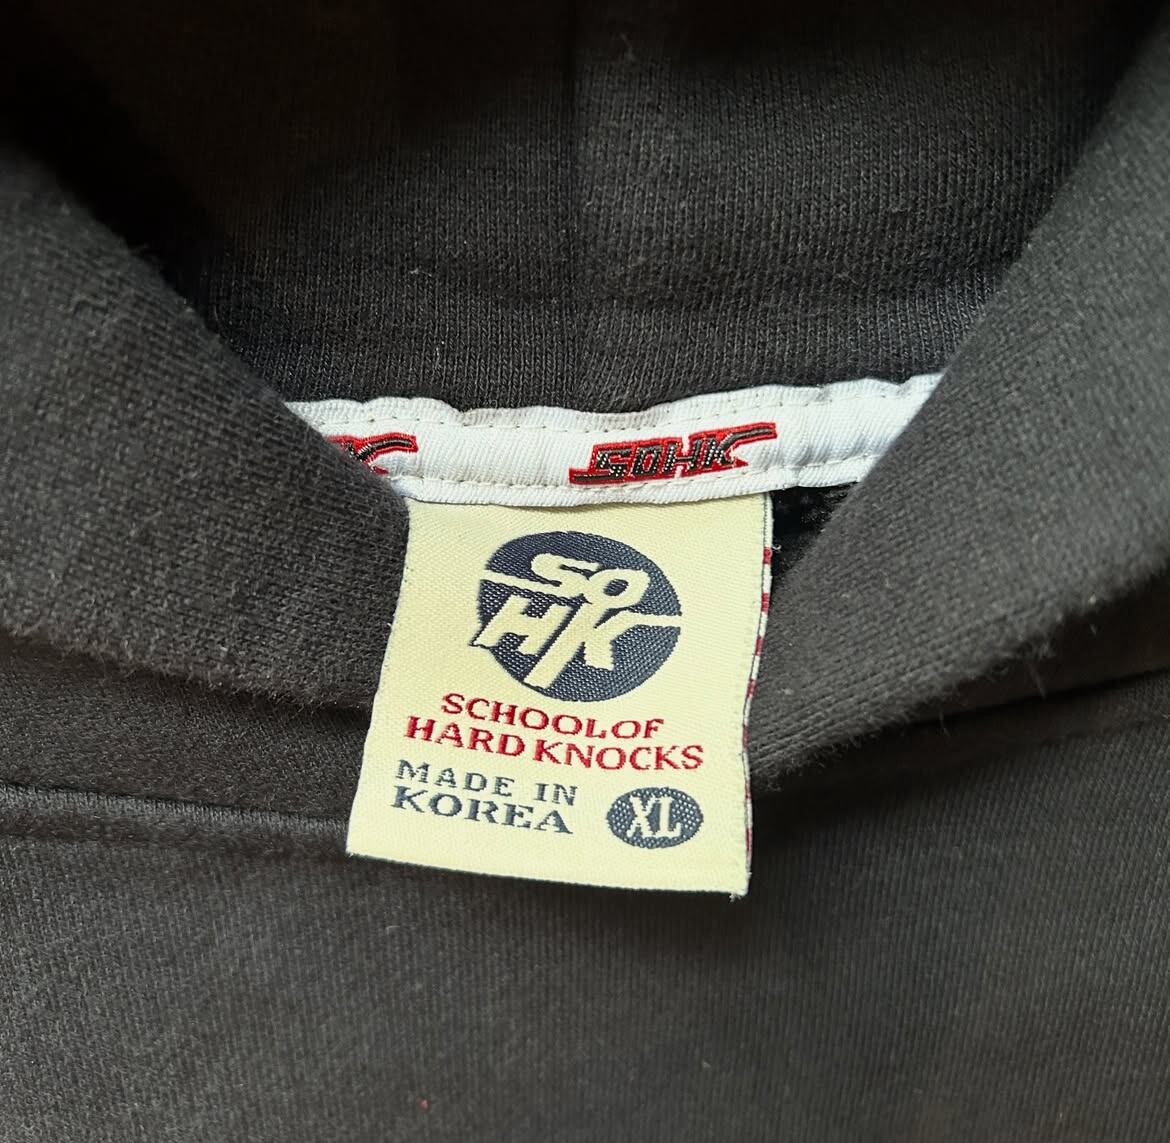 SOHK
SO
HK
SCHOOL OF
HARD KNOCKS
MADE IN
KOREA
XL